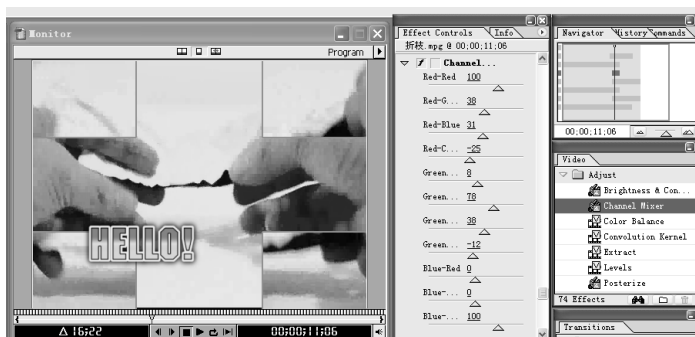 Monitor
Program
HELLO!
Δ 16;22
00;00;11;06
Effect Controls
Info
折枝.mpg @ 00;00;11;06
Channel...
Red-Red 100
Red-G... 38
Red-Blue 31
Red-C... -25
Green... 8
Green... 78
Green... 38
Green... -12
Blue-Red 0
Blue-... 0
Blue-... 100
Navigator
History
Commands
00;00;11;06
Video
Adjust
Brightness & Con...
Channel Mixer
Color Balance
Convolution Kernel
Extract
Levels
Posterize
74 Effects
Transitions